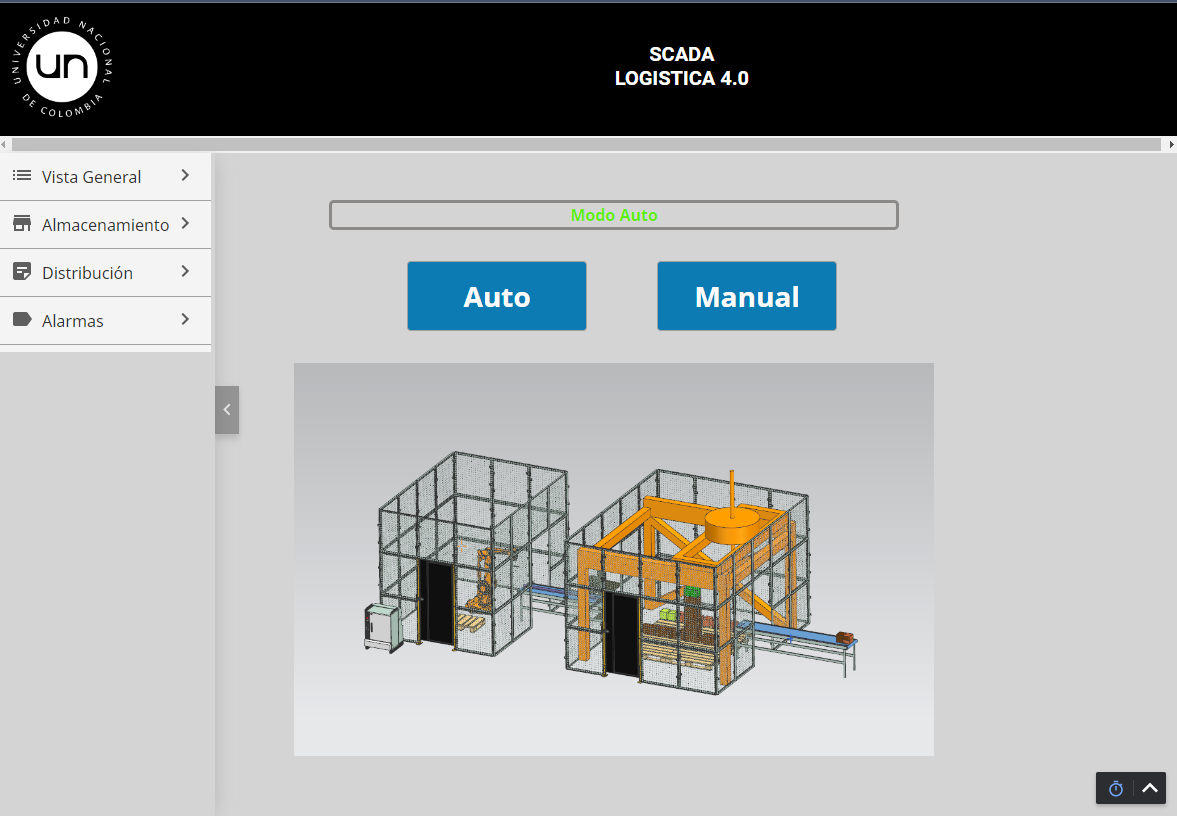 UNIVERSIDAD NACIONAL
un
DE COLOMBIA
SCADA
LOGISTICA 4.0
Vista General
Almacenamiento
Distribución
Alarmas
Modo Auto
Auto
Manual